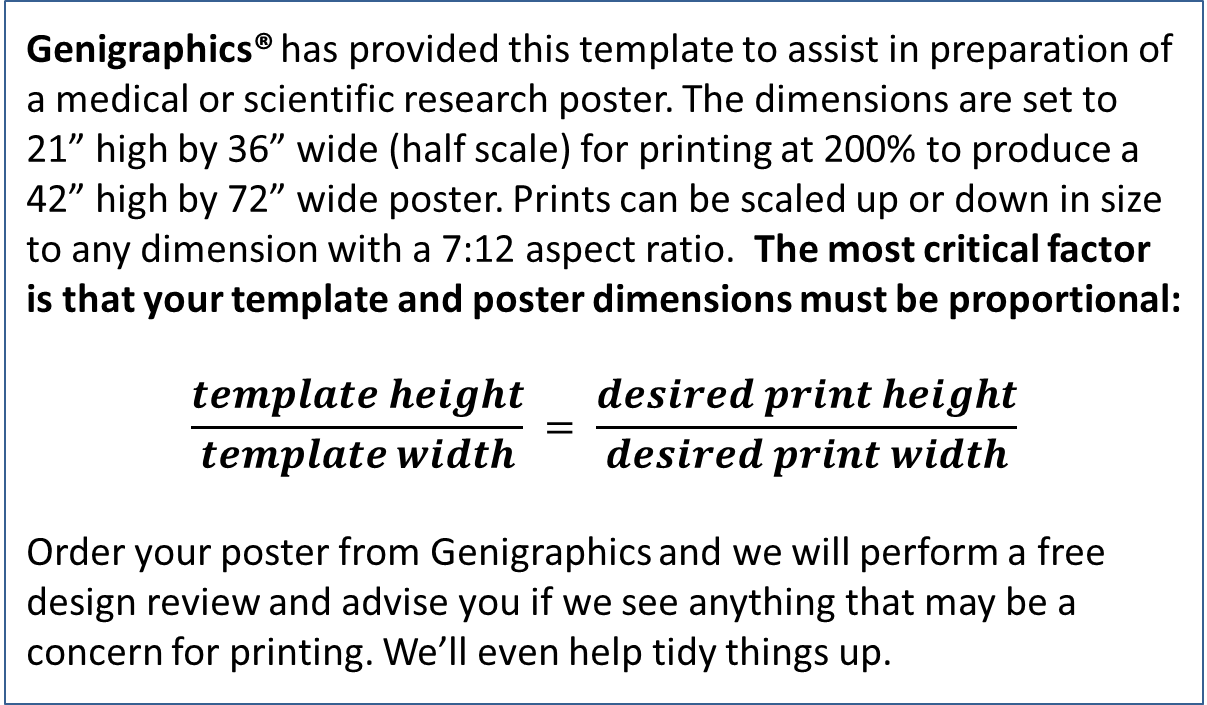 Genigraphics® has provided this template to assist in preparation of
a medical or scientific research poster. The dimensions are set to
21” high by 36” wide (half scale) for printing at 200% to produce a
42” high by 72” wide poster. Prints can be scaled up or down in size
to any dimension with a 7:12 aspect ratio.  The most critical factor
is that your template and poster dimensions must be proportional:
template height / template width = desired print height / desired print width
Order your poster from Genigraphics and we will perform a free
design review and advise you if we see anything that may be a
concern for printing. We’ll even help tidy things up.